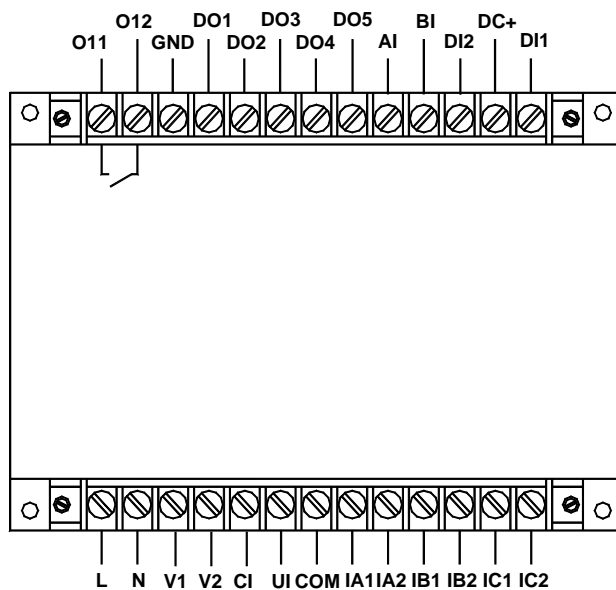 O12 DO1 DO3 DO5 BI DC+
O11 GND DO2 DO4 AI DI2 DI1
L N V1 V2 CI UI COM IA1 IA2 IB1 IB2 IC1 IC2